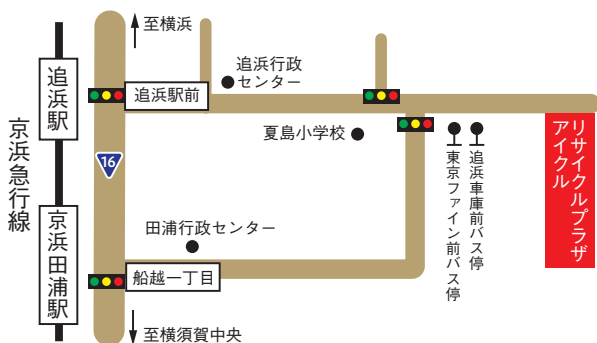 至横浜
追浜駅
追浜駅前
追浜行政
センター
夏島小学校
京浜急行線
16
東京ファイン前バス停
追浜車庫前バス停
リサイクルプラザ
アイクル
田浦行政センター
京浜田浦駅
船越一丁目
至横須賀中央